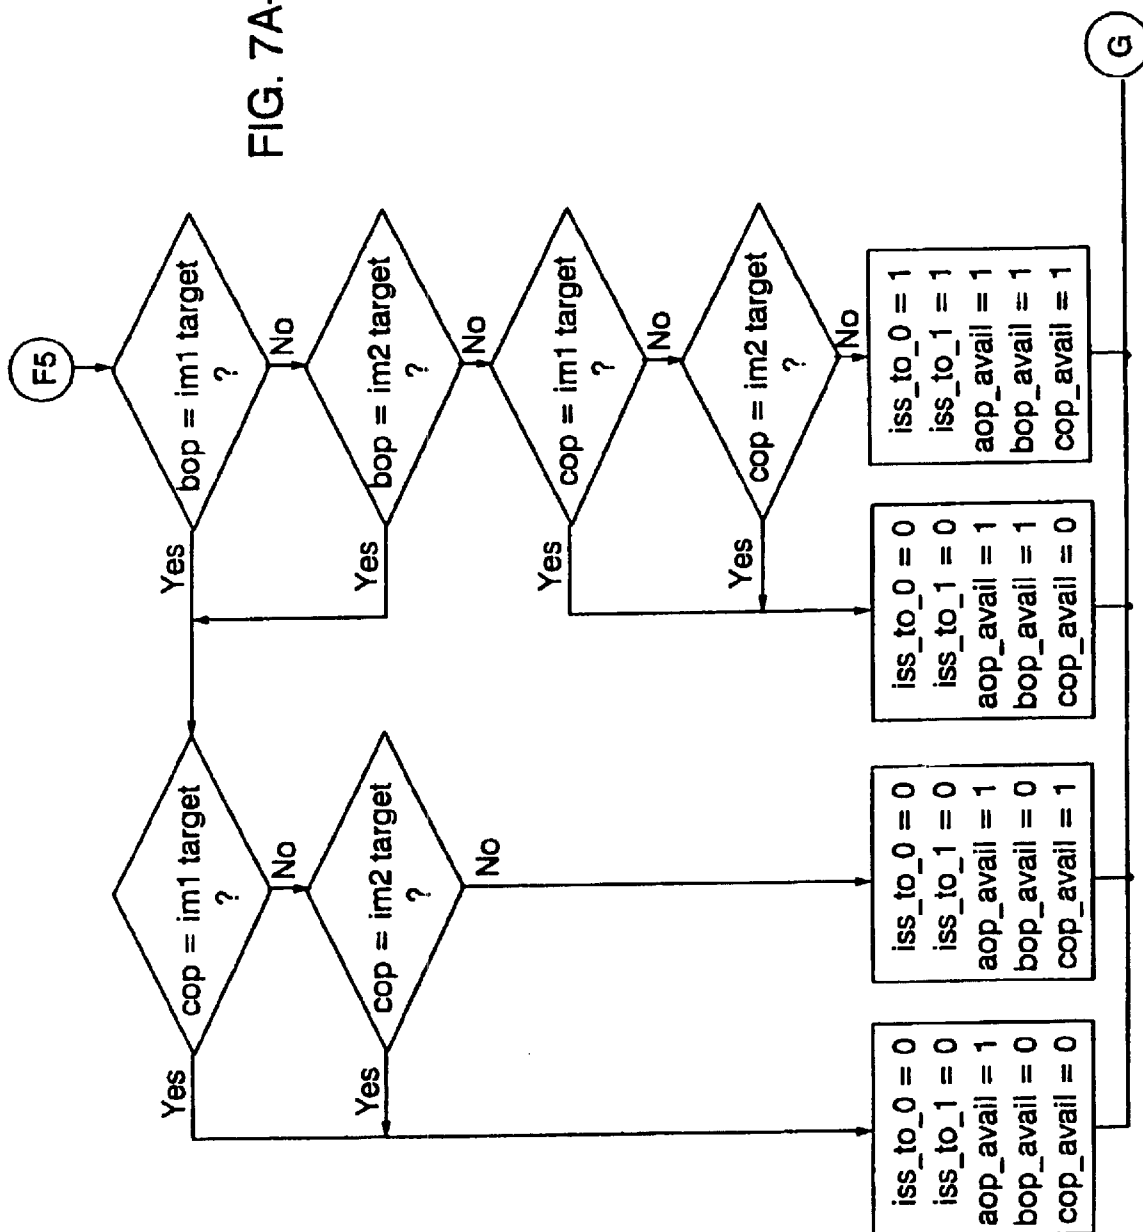 F5
FIG. 7A-
bop = im1 target
?
Yes
No
bop = im2 target
?
Yes
No
cop = im1 target
?
Yes
No
cop = im2 target
?
Yes
No
cop = im1 target
?
Yes
No
cop = im2 target
?
Yes
No
iss_to_0 = 0
iss_to_1 = 0
aop_avail = 1
bop_avail = 0
cop_avail = 0
iss_to_0 = 0
iss_to_1 = 0
aop_avail = 1
bop_avail = 0
cop_avail = 1
iss_to_0 = 0
iss_to_1 = 0
aop_avail = 1
bop_avail = 1
cop_avail = 0
iss_to_0 = 1
iss_to_1 = 1
aop_avail = 1
bop_avail = 1
cop_avail = 1
G